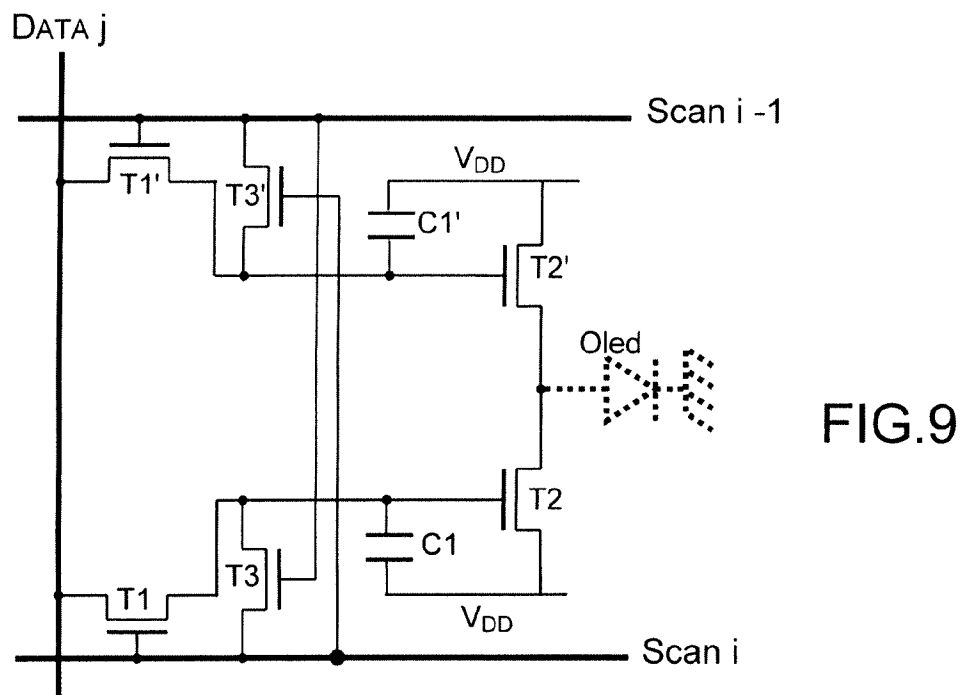 DATA j
Scan i -1
VDD
T1'
T3'
C1'
T2'
Oled
FIG.9
T2
C1
T3
T1
VDD
Scan i